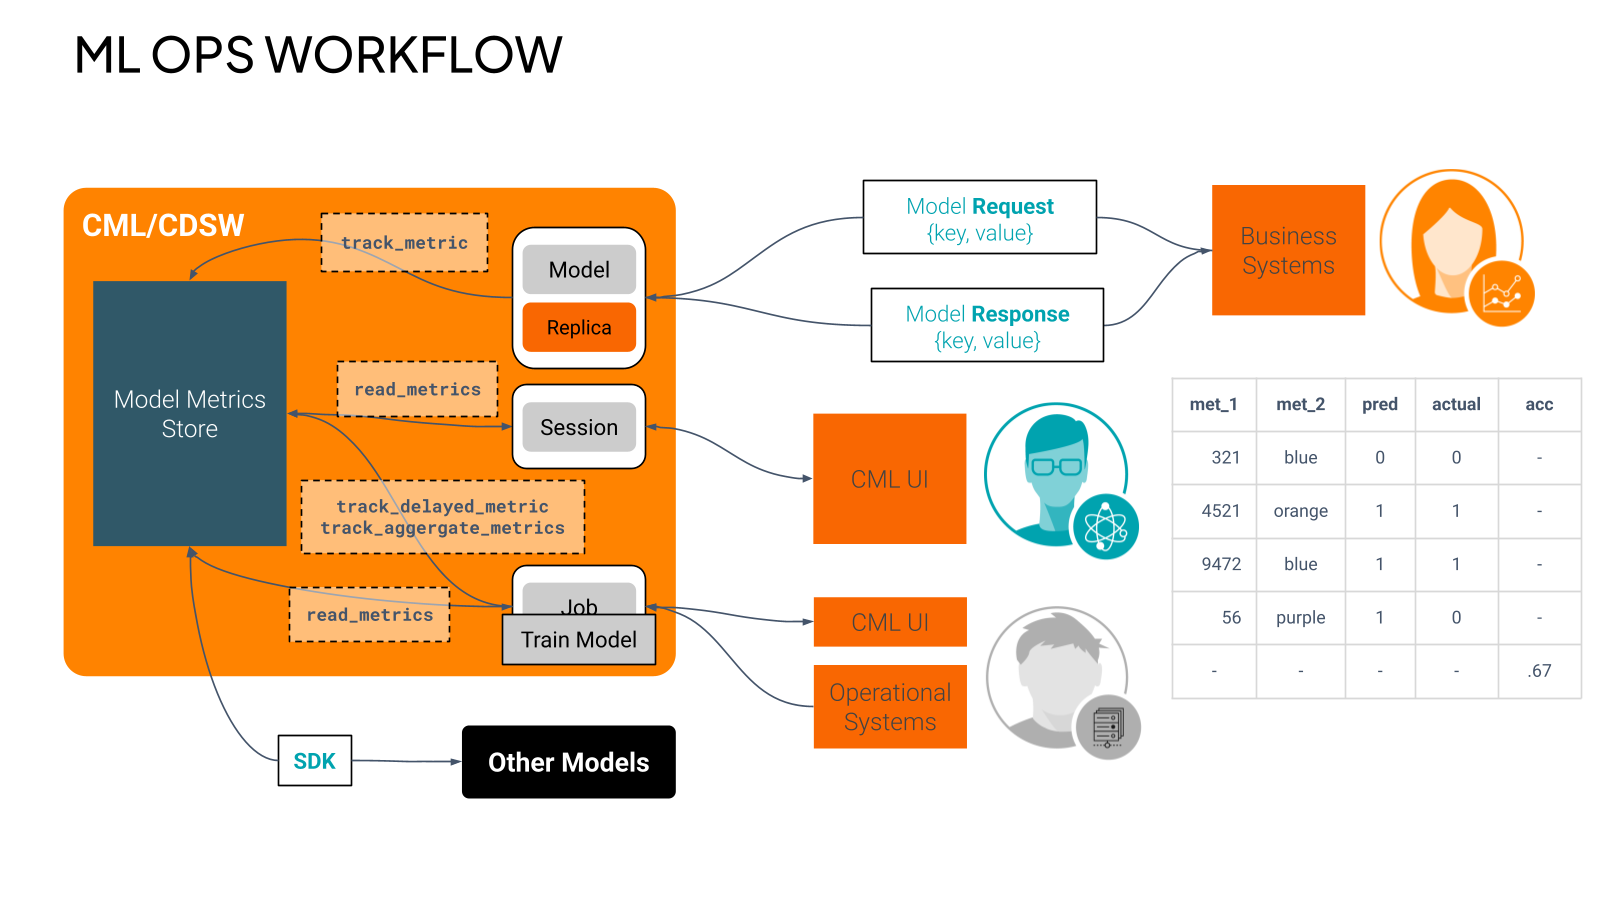 ML OPS WORKFLOW
CML/CDSW
track_metric
Model
Replica
Model Metrics
Store
read_metrics
Session
track_delayed_metric
track_aggergate_metrics
read_metrics
Job
Train Model
SDK
Other Models
Model Request
{key, value}
Model Response
{key, value}
Business
Systems
CML UI
CML UI
Operational
Systems
met_1 met_2 pred actual acc
321 blue 0 0 -
4521 orange 1 1 -
9472 blue 1 1 -
56 purple 1 0 -
- - - - .67